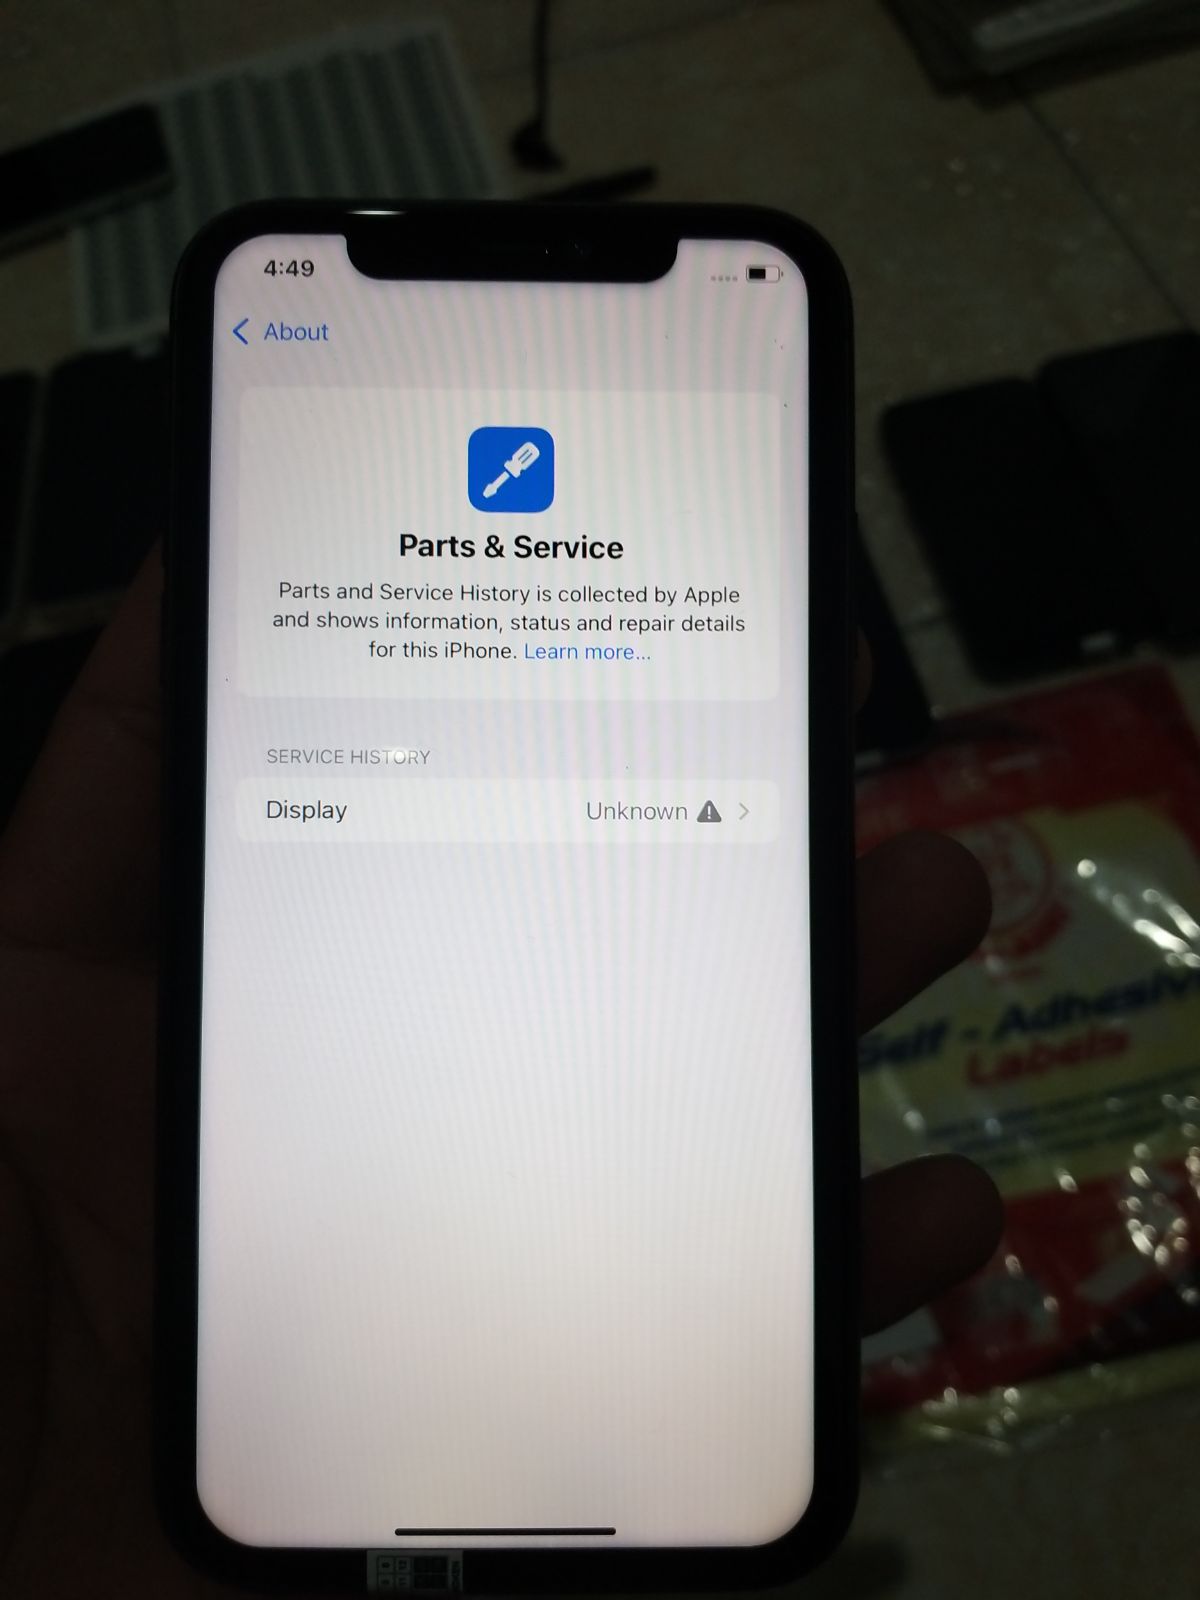 4:49
About
Parts & Service
Parts and Service History is collected by Apple
and shows information, status and repair details
for this iPhone. Learn more...
SERVICE HISTORY
Display
Unknown
Self - Adhesive
Labels